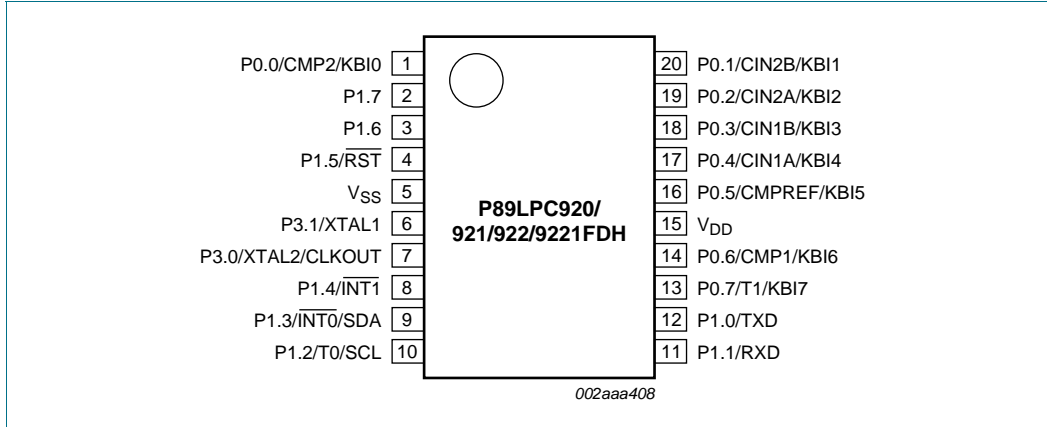 P0.0/CMP2/KBI0 1
P1.7 2
P1.6 3
P1.5/R̅S̅T̅ 4
VSS 5
P3.1/XTAL1 6
P3.0/XTAL2/CLKOUT 7
P1.4/I̅N̅T̅1̅ 8
P1.3/I̅N̅T̅0̅/SDA 9
P1.2/T0/SCL 10
P89LPC920/
921/922/9221FDH
20 P0.1/CIN2B/KBI1
19 P0.2/CIN2A/KBI2
18 P0.3/CIN1B/KBI3
17 P0.4/CIN1A/KBI4
16 P0.5/CMPREF/KBI5
15 VDD
14 P0.6/CMP1/KBI6
13 P0.7/T1/KBI7
12 P1.0/TXD
11 P1.1/RXD
002aaa408